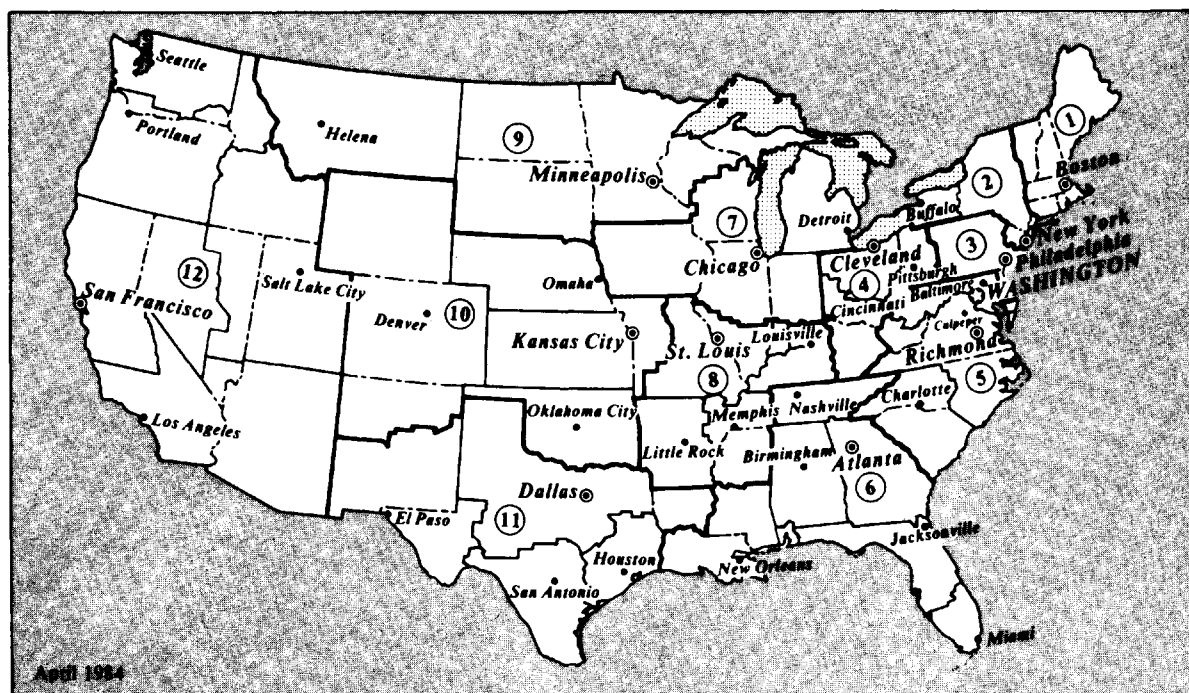 Seattle
Portland
Helena
9
Minneapolis
1
Boston
2
Buffalo
7
Detroit
3
New York
Philadelphia
Cleveland
Pittsburgh
4
Chicago
WASHINGTON
Baltimore
Cincinnati
12
Salt Lake City
San Francisco
Omaha
Denver
10
Kansas City
St. Louis
Louisville
Culpeper
Richmond
8
5
Charlotte
Los Angeles
Oklahoma City
Memphis
Nashville
Little Rock
Birmingham
Atlanta
6
Dallas
11
El Paso
Jacksonville
Houston
New Orleans
San Antonio
Miami
April 1984